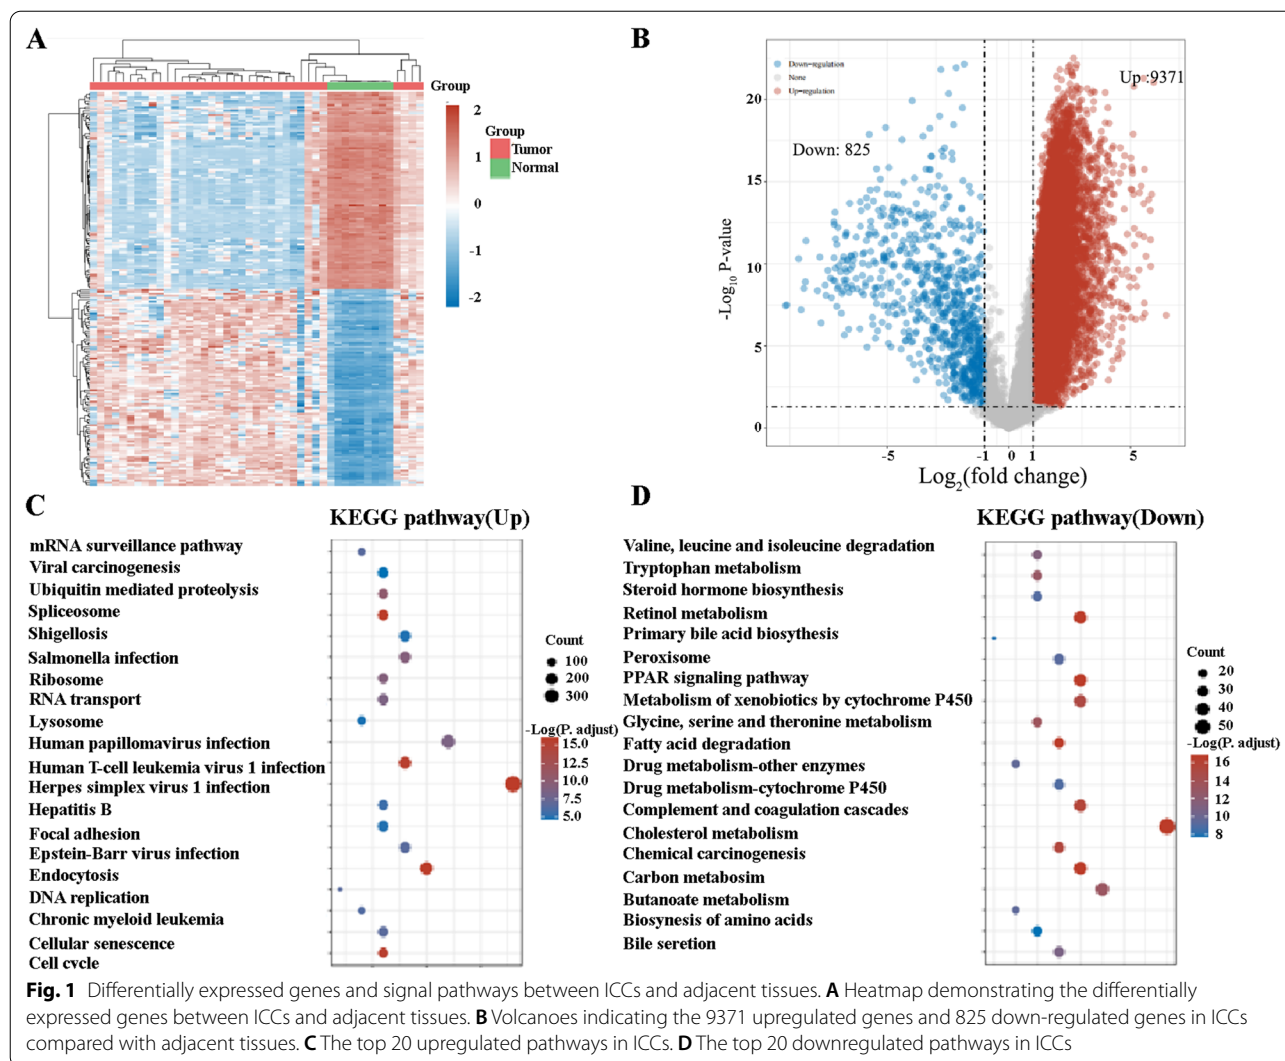 A
Group
2
1
0
-1
-2
Group
Tumor
Normal
B
Down-regulation
None
Up-regulation
Up :9371
Down: 825
20
15
10
5
0
-Log10 P-value
-5
-1
0
1
5
Log2(fold change)
C
KEGG pathway(Up)
mRNA surveillance pathway
Viral carcinogenesis
Ubiquitin mediated proteolysis
Spliceosome
Shigellosis
Salmonella infection
Ribosome
RNA transport
Lysosome
Human papillomavirus infection
Human T-cell leukemia virus 1 infection
Herpes simplex virus 1 infection
Hepatitis B
Focal adhesion
Epstein-Barr virus infection
Endocytosis
DNA replication
Chronic myeloid leukemia
Cellular senescence
Cell cycle
Count
100
200
300
-Log(P. adjust)
15.0
12.5
10.0
7.5
5.0
D
KEGG pathway(Down)
Valine, leucine and isoleucine degradation
Tryptophan metabolism
Steroid hormone biosynthesis
Retinol metabolism
Primary bile acid biosythesis
Peroxisome
PPAR signaling pathway
Metabolism of xenobiotics by cytochrome P450
Glycine, serine and theronine metabolism
Fatty acid degradation
Drug metabolism-other enzymes
Drug metabolism-cytochrome P450
Complement and coagulation cascades
Cholesterol metabolism
Chemical carcinogenesis
Carbon metabosim
Butanoate metabolism
Biosynesis of amino acids
Bile seretion
Count
20
30
40
50
-Log(P. adjust)
16
14
12
10
8
Fig. 1 Differentially expressed genes and signal pathways between ICCs and adjacent tissues. A Heatmap demonstrating the differentially
expressed genes between ICCs and adjacent tissues. B Volcanoes indicating the 9371 upregulated genes and 825 down-regulated genes in ICCs
compared with adjacent tissues. C The top 20 upregulated pathways in ICCs. D The top 20 downregulated pathways in ICCs